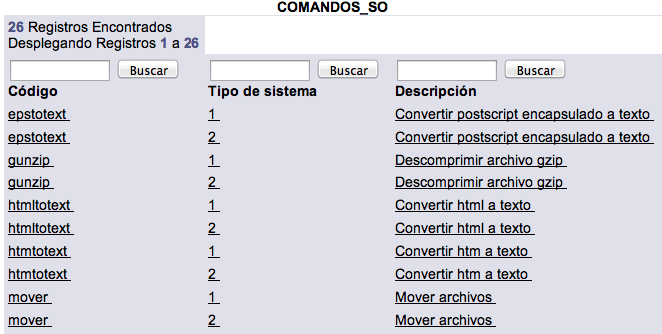 COMANDOS_SO
26 Registros Encontrados
Desplegando Registros 1 a 26
Buscar Buscar Buscar
Código Tipo de sistema Descripción
epstotext 1 Convertir postscript encapsulado a texto
epstotext 2 Convertir postscript encapsulado a texto
gunzip 1 Descomprimir archivo gzip
gunzip 2 Descomprimir archivo gzip
htmltotext 1 Convertir html a texto
htmltotext 2 Convertir html a texto
htmtotext 1 Convertir htm a texto
htmtotext 2 Convertir htm a texto
mover 1 Mover archivos
mover 2 Mover archivos